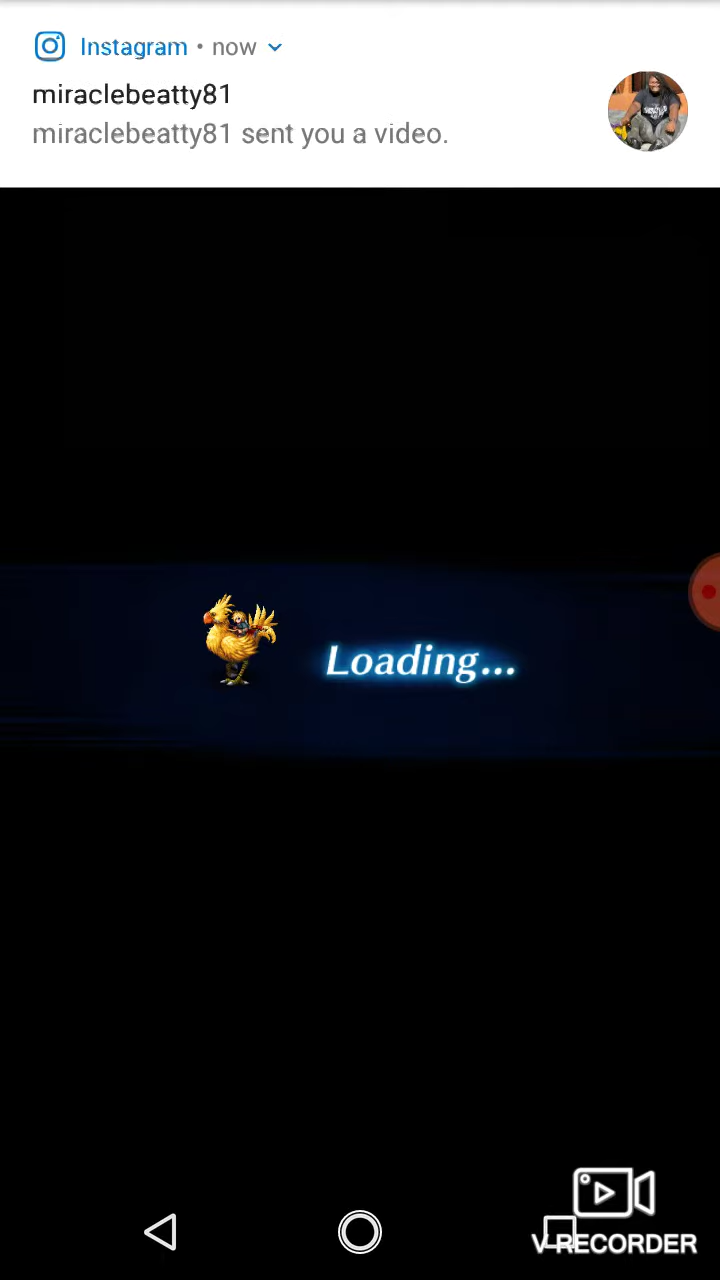 Instagram • now
miraclebeatty81
miraclebeatty81 sent you a video.
Loading...
V RECORDER